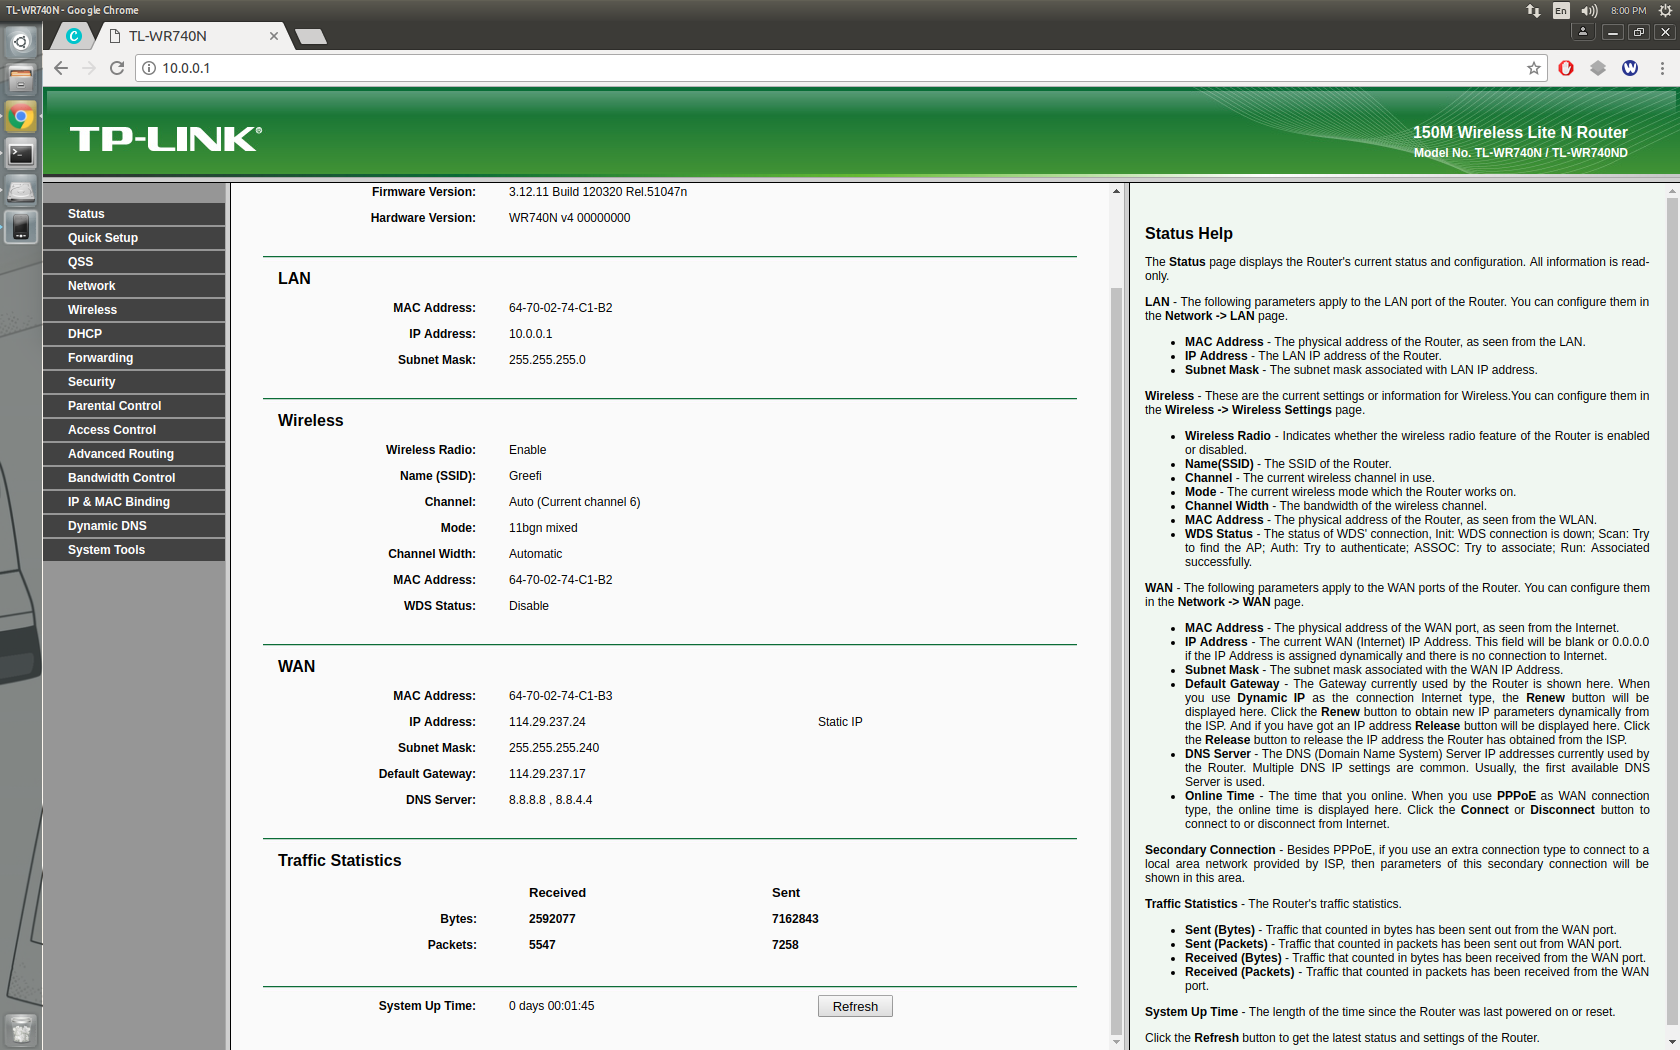 TL-WR740N - Google Chrome
En
8:00 PM
TL-WR740N
10.0.0.1
TP-LINK®
150M Wireless Lite N Router
Model No. TL-WR740N / TL-WR740ND
Status
Quick Setup
QSS
Network
Wireless
DHCP
Forwarding
Security
Parental Control
Access Control
Advanced Routing
Bandwidth Control
IP & MAC Binding
Dynamic DNS
System Tools
Firmware Version: 3.12.11 Build 120320 Rel.51047n
Hardware Version: WR740N v4 00000000
LAN
MAC Address: 64-70-02-74-C1-B2
IP Address: 10.0.0.1
Subnet Mask: 255.255.255.0
Wireless
Wireless Radio: Enable
Name (SSID): Greefi
Channel: Auto (Current channel 6)
Mode: 11bgn mixed
Channel Width: Automatic
MAC Address: 64-70-02-74-C1-B2
WDS Status: Disable
WAN
MAC Address: 64-70-02-74-C1-B3
IP Address: 114.29.237.24 Static IP
Subnet Mask: 255.255.255.240
Default Gateway: 114.29.237.17
DNS Server: 8.8.8.8 , 8.8.4.4
Traffic Statistics
Received Sent
Bytes: 2592077 7162843
Packets: 5547 7258
System Up Time: 0 days 00:01:45 Refresh
Status Help
The Status page displays the Router's current status and configuration. All information is read-
only.
LAN - The following parameters apply to the LAN port of the Router. You can configure them in
the Network -> LAN page.
• MAC Address - The physical address of the Router, as seen from the LAN.
• IP Address - The LAN IP address of the Router.
• Subnet Mask - The subnet mask associated with LAN IP address.
Wireless - These are the current settings or information for Wireless.You can configure them in
the Wireless -> Wireless Settings page.
• Wireless Radio - Indicates whether the wireless radio feature of the Router is enabled
or disabled.
• Name(SSID) - The SSID of the Router.
• Channel - The current wireless channel in use.
• Mode - The current wireless mode which the Router works on.
• Channel Width - The bandwidth of the wireless channel.
• MAC Address - The physical address of the Router, as seen from the WLAN.
• WDS Status - The status of WDS' connection, Init: WDS connection is down; Scan: Try
to find the AP; Auth: Try to authenticate; ASSOC: Try to associate; Run: Associated
successfully.
WAN - The following parameters apply to the WAN ports of the Router. You can configure them
in the Network -> WAN page.
• MAC Address - The physical address of the WAN port, as seen from the Internet.
• IP Address - The current WAN (Internet) IP Address. This field will be blank or 0.0.0.0
if the IP Address is assigned dynamically and there is no connection to Internet.
• Subnet Mask - The subnet mask associated with the WAN IP Address.
• Default Gateway - The Gateway currently used by the Router is shown here. When
you use Dynamic IP as the connection Internet type, the Renew button will be
displayed here. Click the Renew button to obtain new IP parameters dynamically from
the ISP. And if you have got an IP address Release button will be displayed here. Click
the Release button to release the IP address the Router has obtained from the ISP.
• DNS Server - The DNS (Domain Name System) Server IP addresses currently used by
the Router. Multiple DNS IP settings are common. Usually, the first available DNS
Server is used.
• Online Time - The time that you online. When you use PPPoE as WAN connection
type, the online time is displayed here. Click the Connect or Disconnect button to
connect to or disconnect from Internet.
Secondary Connection - Besides PPPoE, if you use an extra connection type to connect to a
local area network provided by ISP, then parameters of this secondary connection will be
shown in this area.
Traffic Statistics - The Router's traffic statistics.
• Sent (Bytes) - Traffic that counted in bytes has been sent out from the WAN port.
• Sent (Packets) - Traffic that counted in packets has been sent out from WAN port.
• Received (Bytes) - Traffic that counted in bytes has been received from the WAN port.
• Received (Packets) - Traffic that counted in packets has been received from the WAN
port.
System Up Time - The length of the time since the Router was last powered on or reset.
Click the Refresh button to get the latest status and settings of the Router.